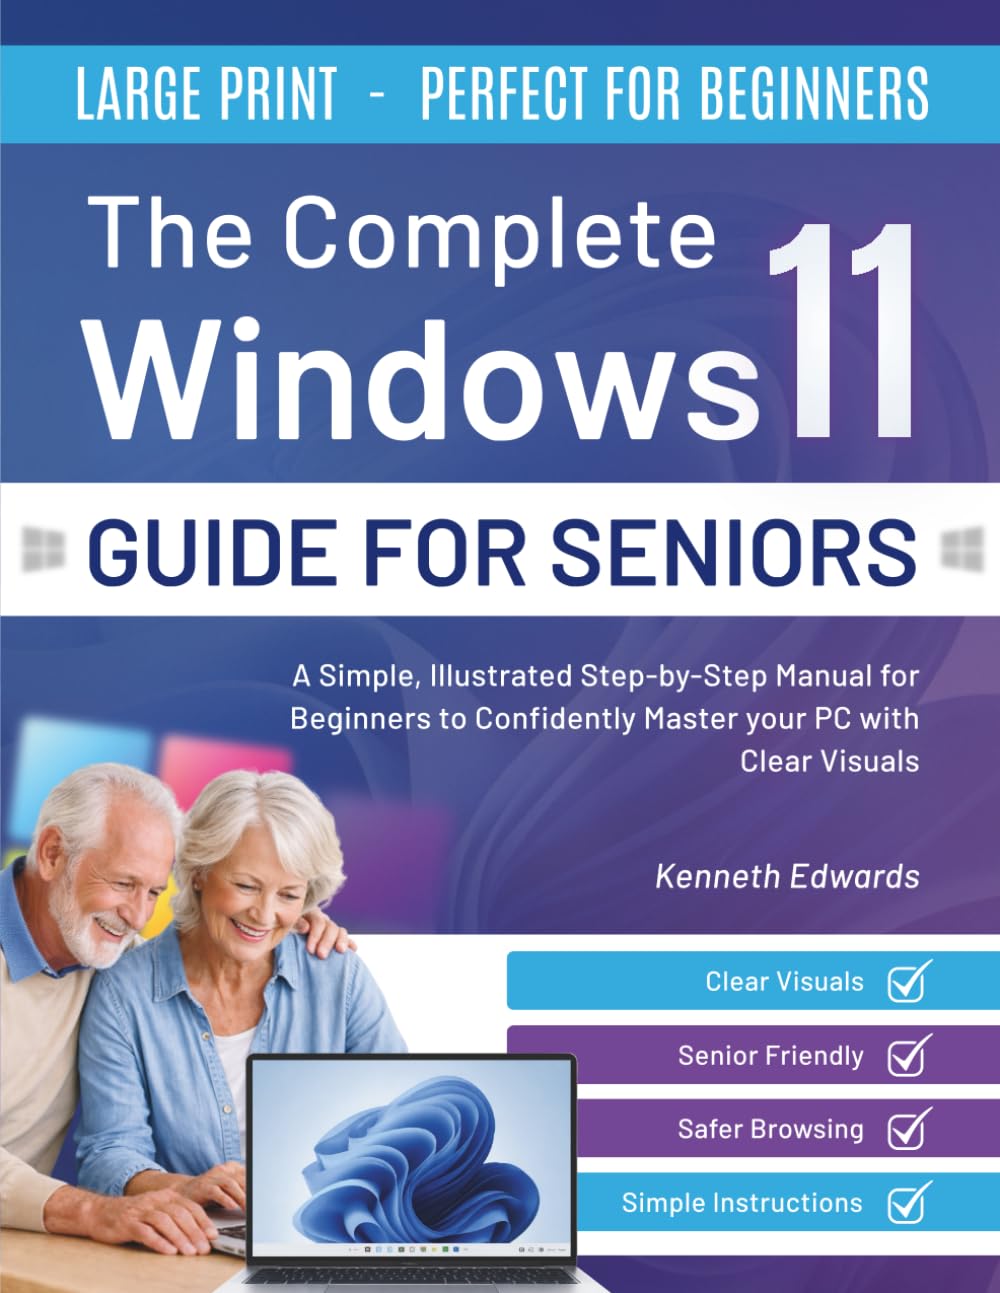 LARGE PRINT - PERFECT FOR BEGINNERS
The Complete
Windows 11
GUIDE FOR SENIORS
A Simple, Illustrated Step-by-Step Manual for
Beginners to Confidently Master your PC with
Clear Visuals
Kenneth Edwards
Clear Visuals
Senior Friendly
Safer Browsing
Simple Instructions